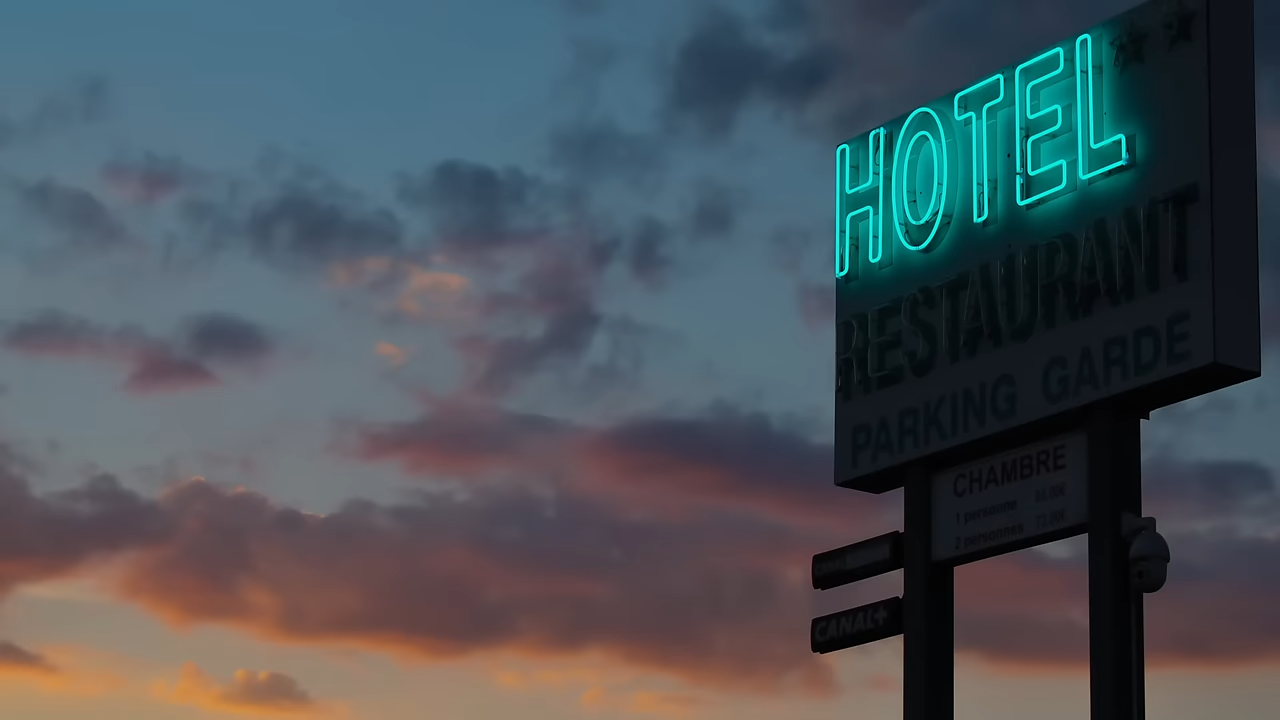 HOTEL
RESTAURANT
PARKING GARDE
CHAMBRE
1 personne
2 personnes
CANAL+